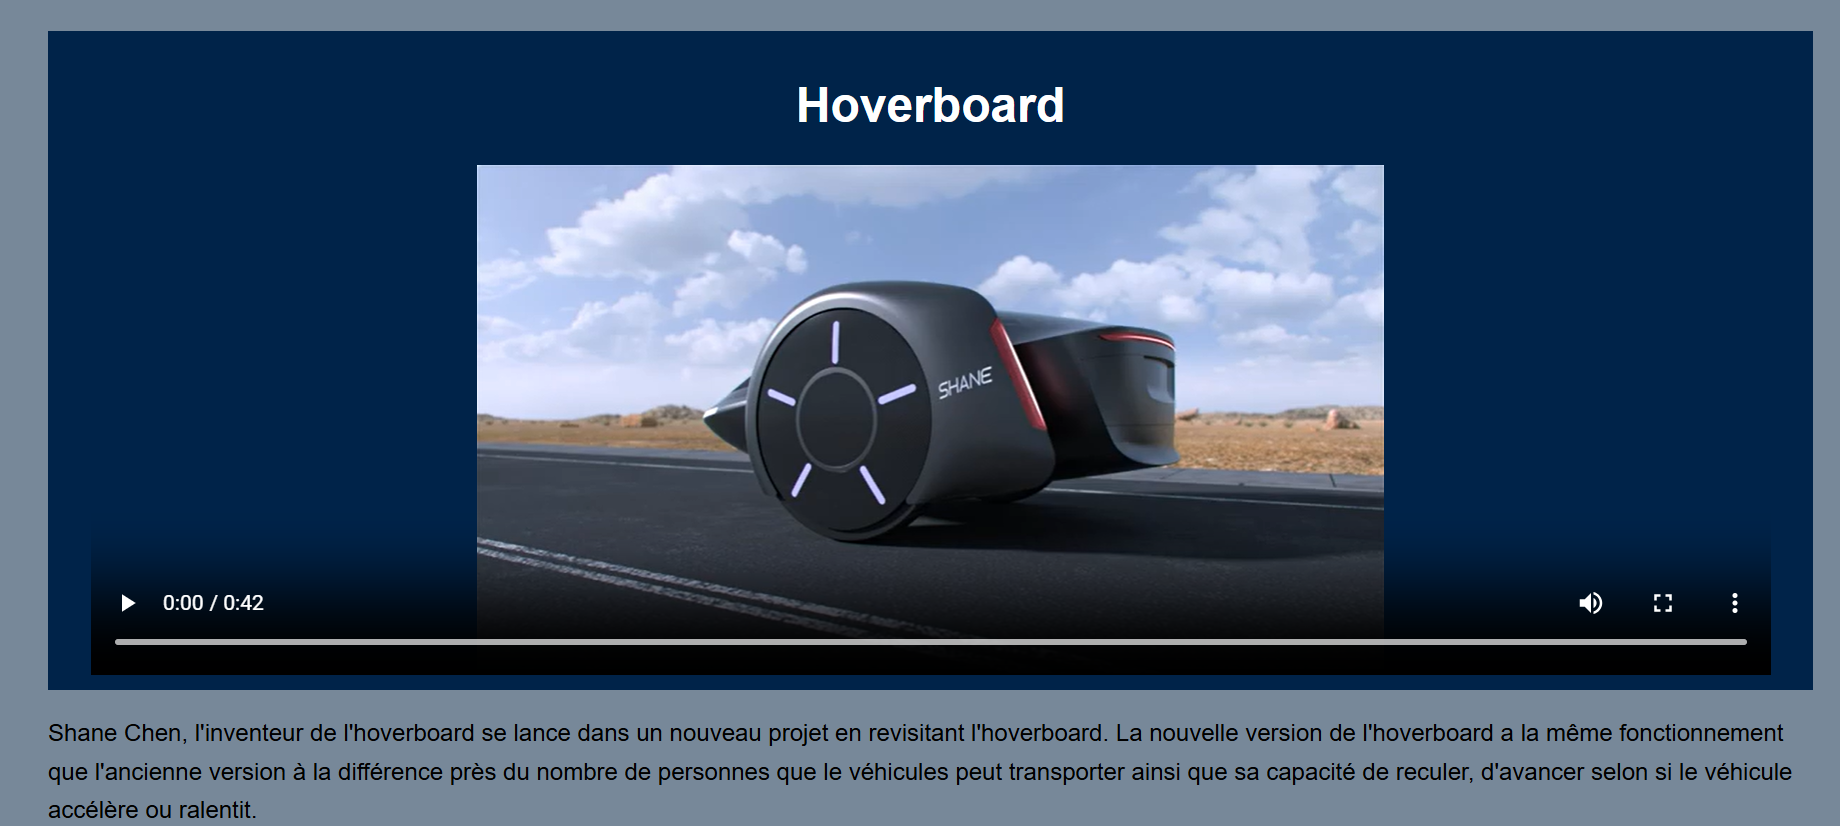 Hoverboard
SHANE
0:00 / 0:42
Shane Chen, l'inventeur de l'hoverboard se lance dans un nouveau projet en revisitant l'hoverboard. La nouvelle version de l'hoverboard a la même fonctionnement
que l'ancienne version à la différence près du nombre de personnes que le véhicules peut transporter ainsi que sa capacité de reculer, d'avancer selon si le véhicule
accélère ou ralentit.